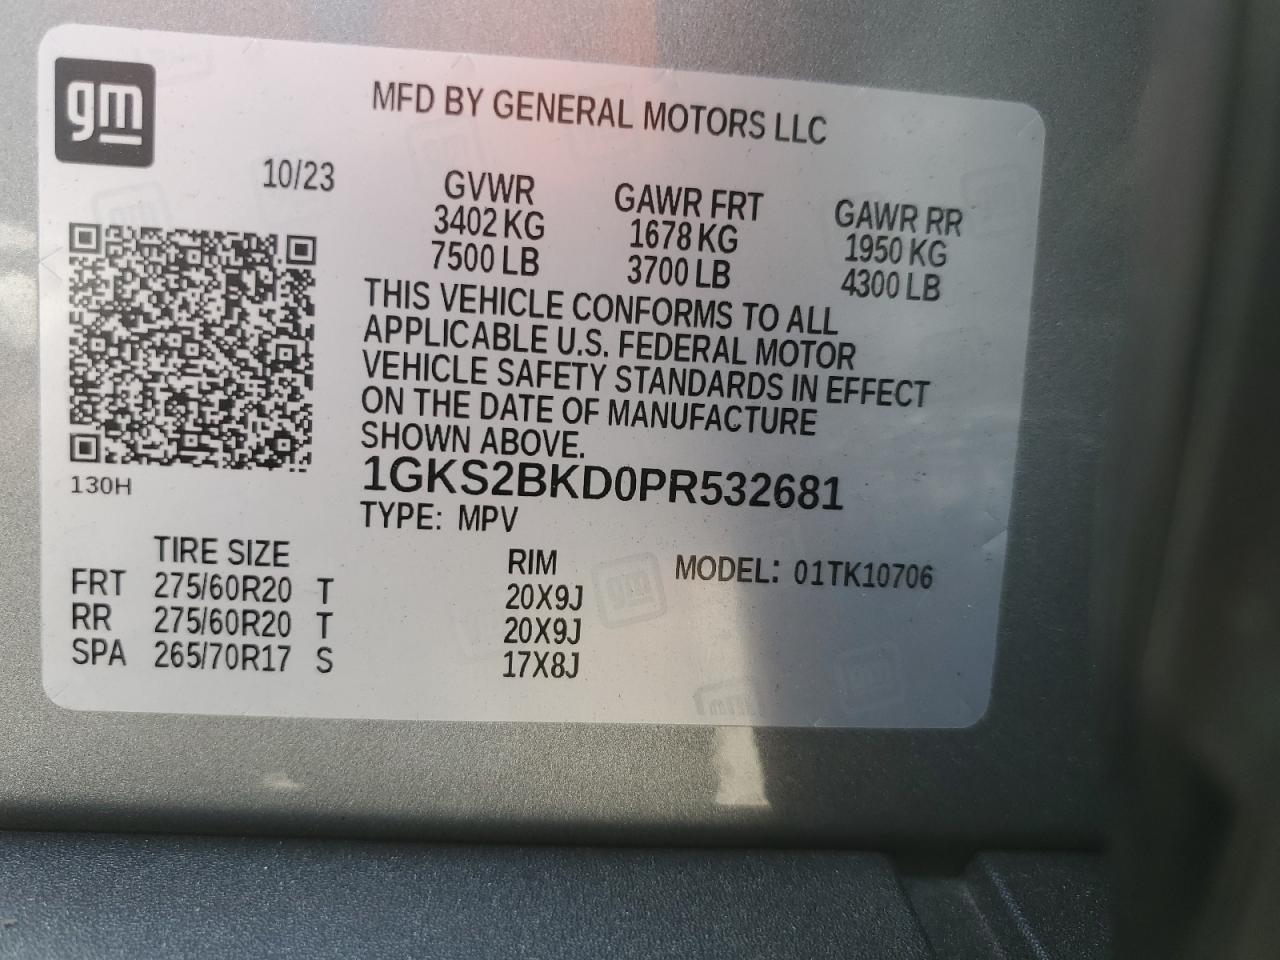 gm
MFD BY GENERAL MOTORS LLC
10/23
GVWR GAWR FRT GAWR RR
3402 KG 1678 KG 1950 KG
7500 LB 3700 LB 4300 LB
THIS VEHICLE CONFORMS TO ALL
APPLICABLE U.S. FEDERAL MOTOR
VEHICLE SAFETY STANDARDS IN EFFECT
ON THE DATE OF MANUFACTURE
SHOWN ABOVE.
1GKS2BKD0PR532681
130H
TYPE: MPV
TIRE SIZE RIM MODEL: 01TK10706
FRT 275/60R20 T 20X9J
RR 275/60R20 T 20X9J
SPA 265/70R17 S 17X8J